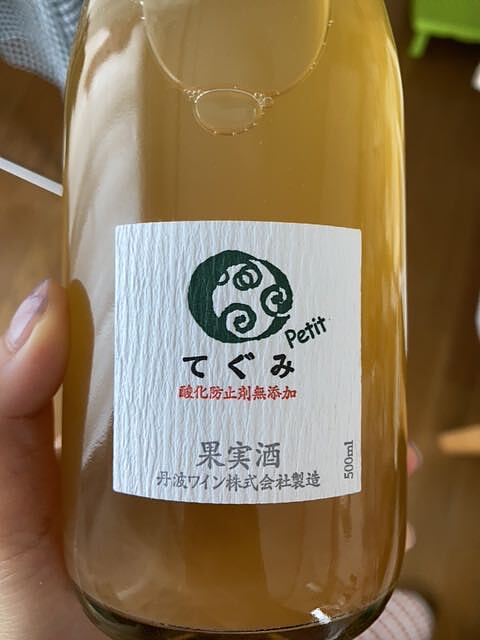 Petit
てぐみ
酸化防止剤無添加
果実酒
丹波ワイン株式会社製造
500ml